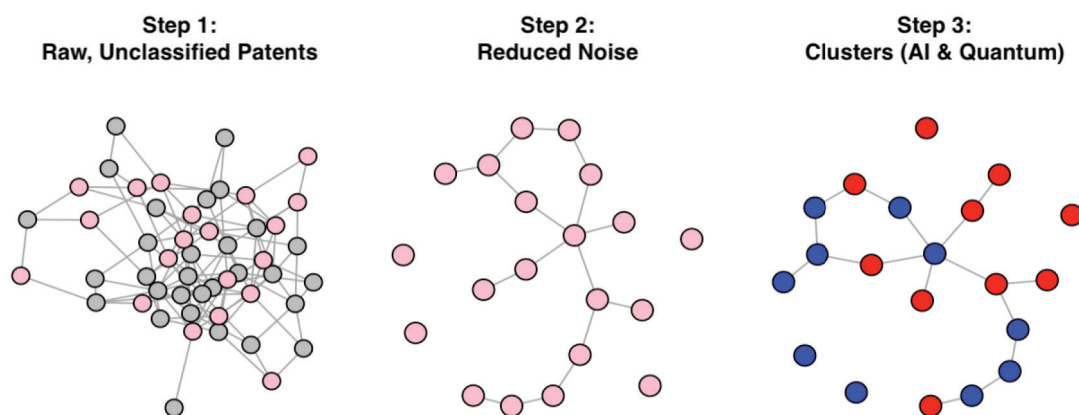 Step 1:
Raw, Unclassified Patents
Step 2:
Reduced Noise
Step 3:
Clusters (AI & Quantum)